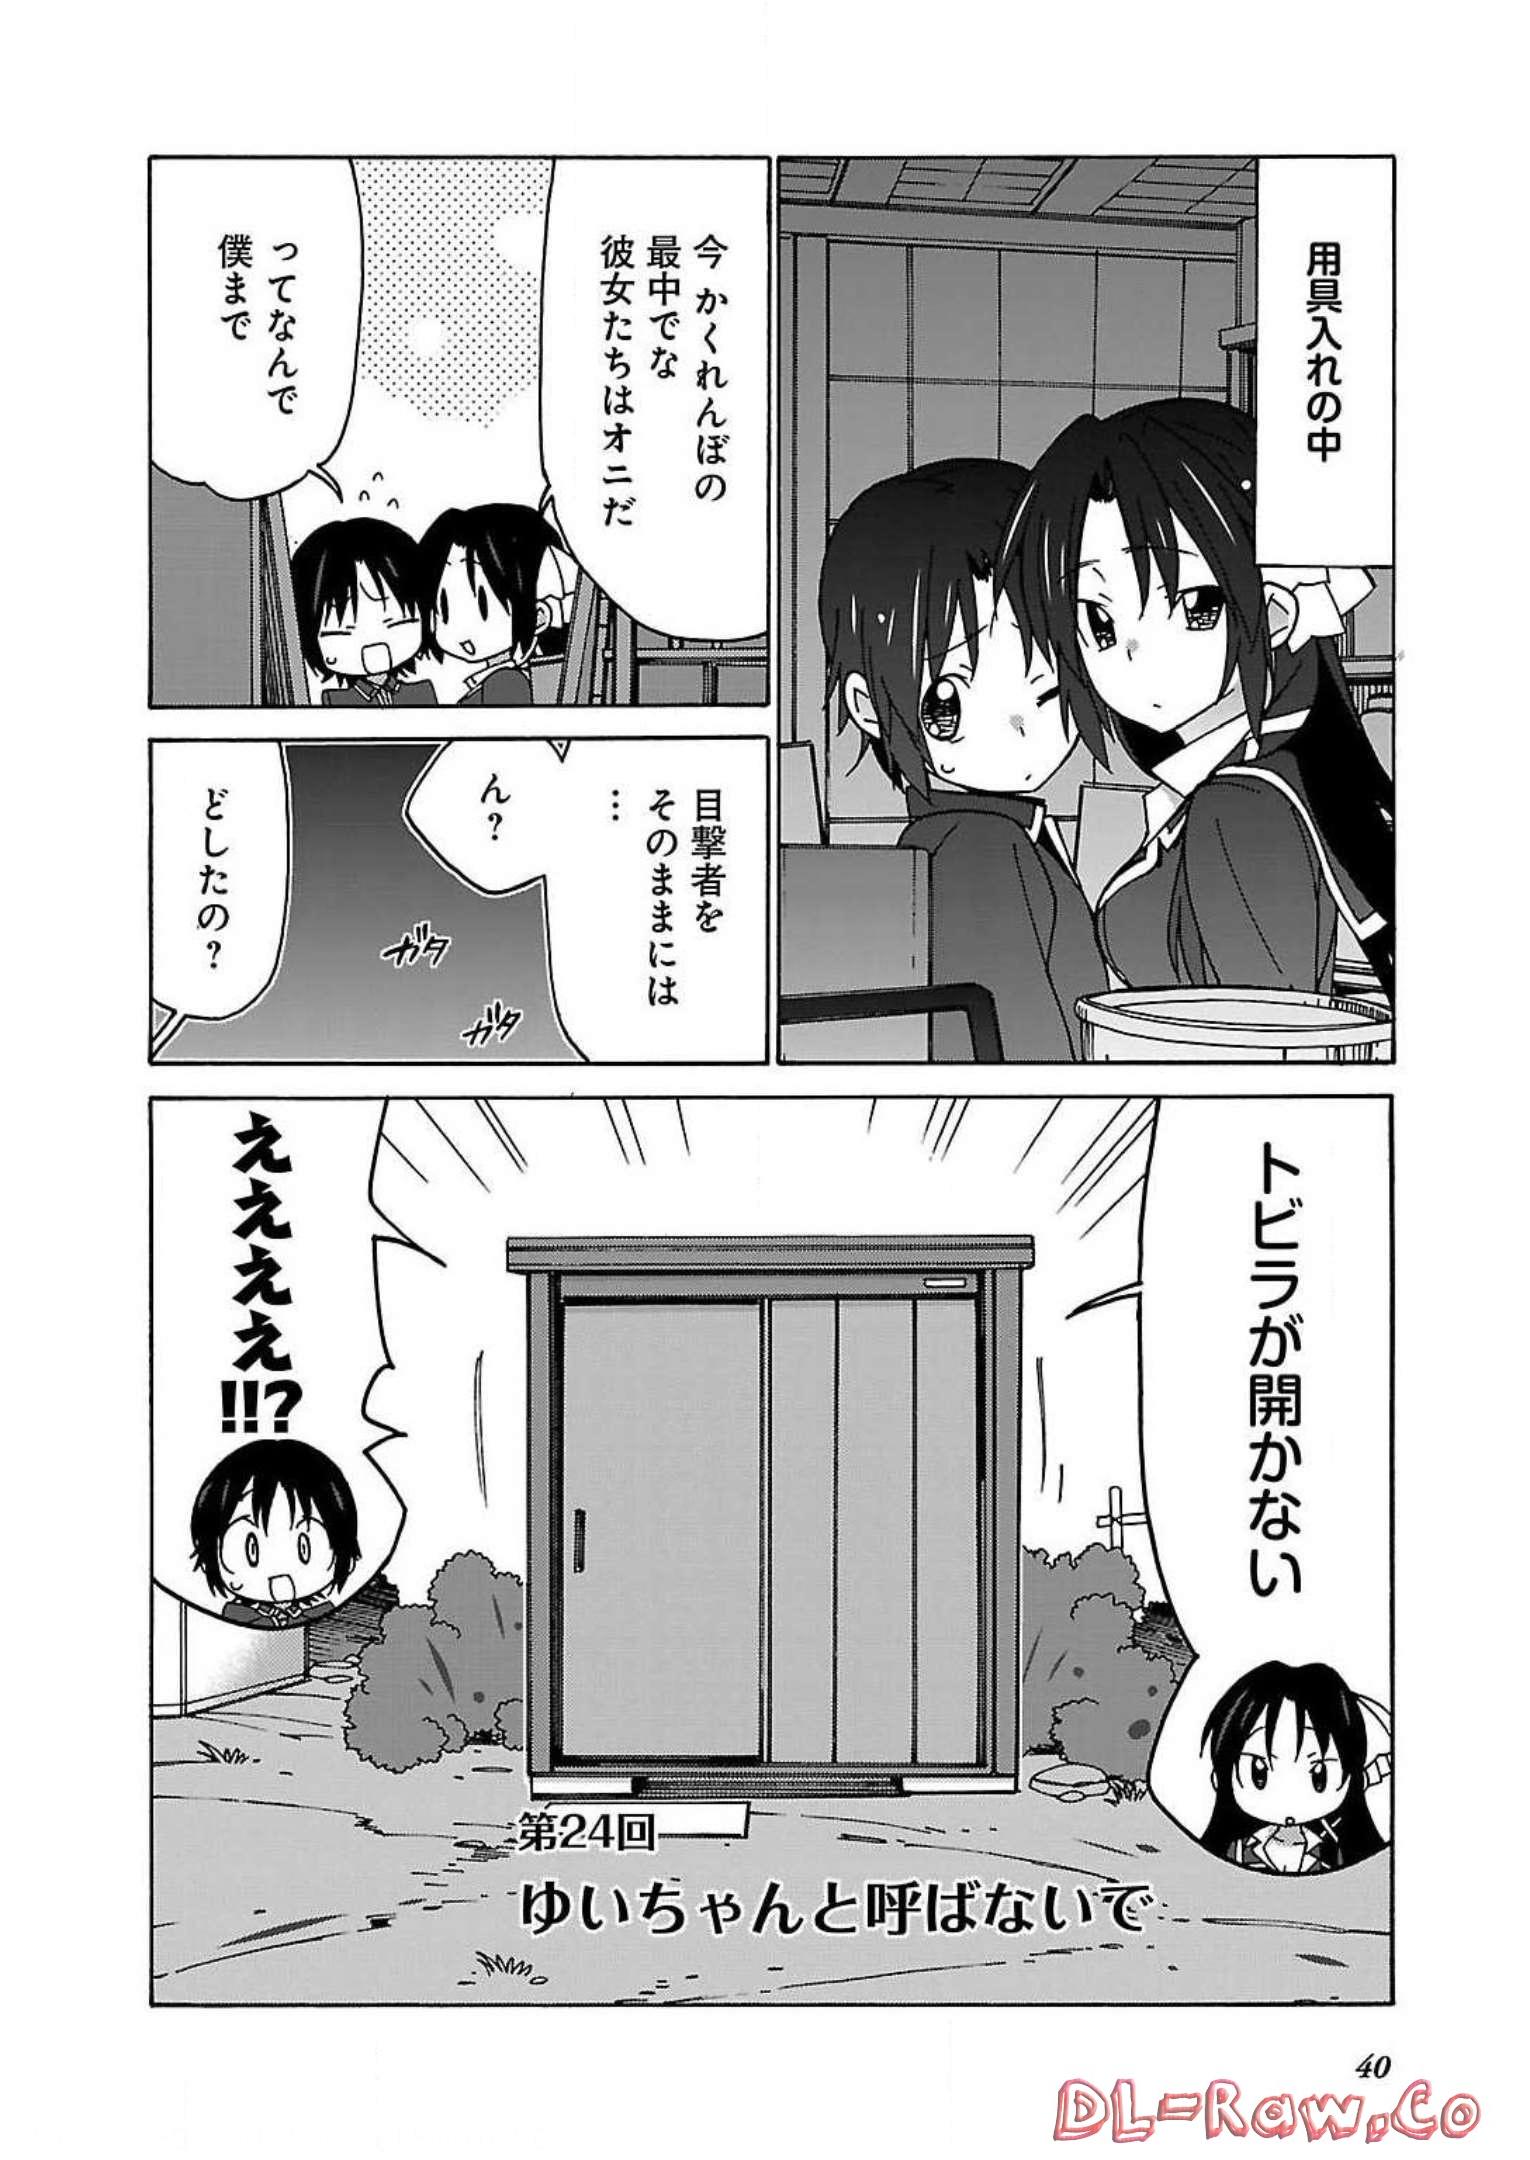 用具入れの中
今 かくれんぼの
最中でな
彼女たちはオニだ
ってなんで
僕まで
目撃者を
そのままには
…
ん?
ガタ
ガタ
どしたの?
トビラが開かない
ええええ!!?
第24回
ゆいちゃんと呼ばないで
40
DL-Raw.Co